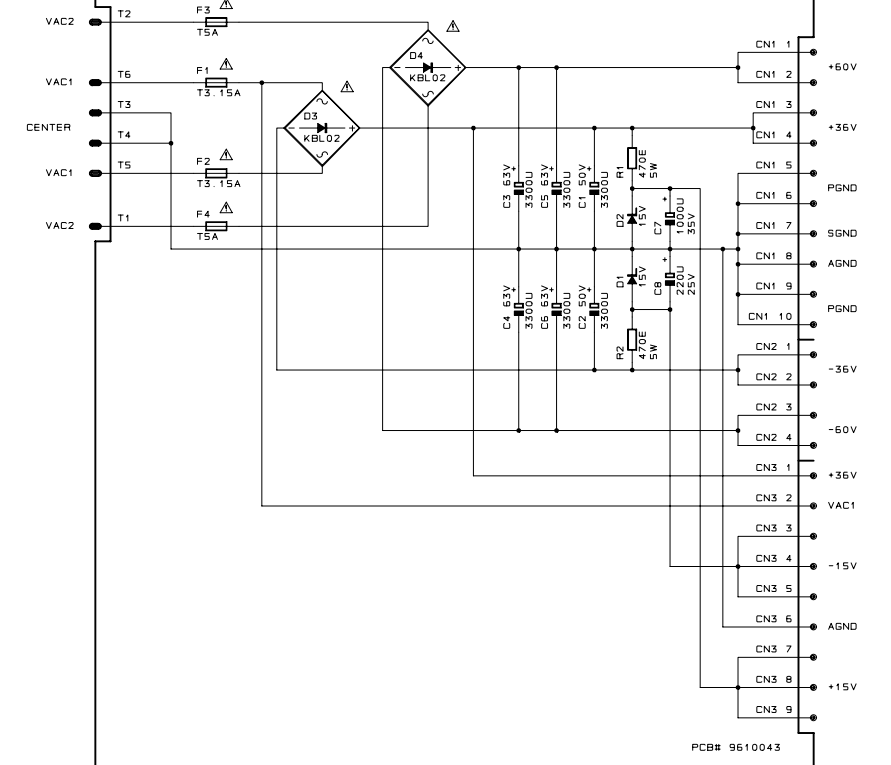 VAC2
T2
F3
T5A
VAC1
T6
F1
T3.15A
T3
CENTER
T4
VAC1
T5
F2
T3.15A
VAC2
T1
F4
T5A
D4
KBL02
D3
KBL02
C3 63V
3300U
C5 63V
3300U
C1 50V
3300U
R1
470E
5W
D2
15V
C7
1000U
35V
C4 63V
3300U
C6 63V
3300U
C2 50V
3300U
D1
15V
C8
220U
25V
R2
470E
5W
CN1 1
+60V
CN1 2
CN1 3
+36V
CN1 4
CN1 5
PGND
CN1 6
CN1 7
SGND
CN1 8
AGND
CN1 9
PGND
CN1 10
CN2 1
-36V
CN2 2
CN2 3
-60V
CN2 4
CN3 1
+36V
CN3 2
VAC1
CN3 3
CN3 4
-15V
CN3 5
CN3 6
AGND
CN3 7
CN3 8
+15V
CN3 9
PCB# 9610043